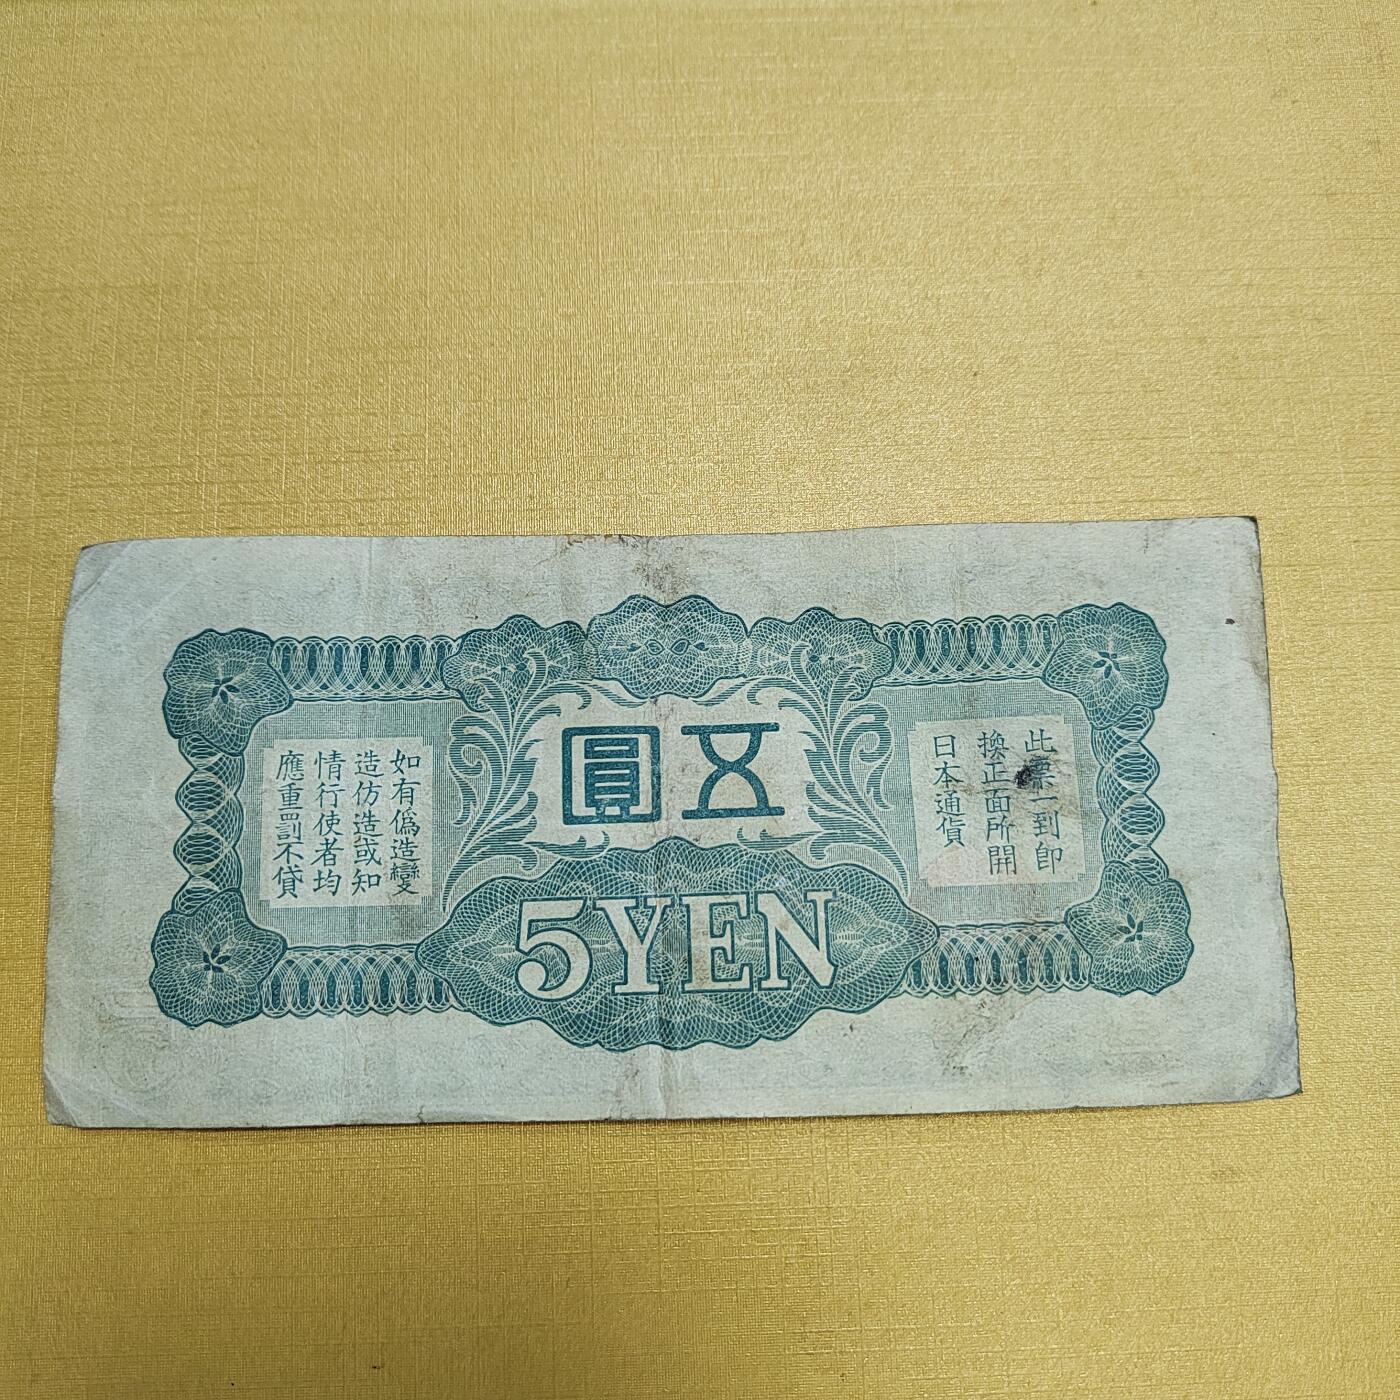 圓五
5YEN
此票一到卽
換正面所開
日本通貨
如有僞造變
造仿造或知
情行使者均
應重罰不貸